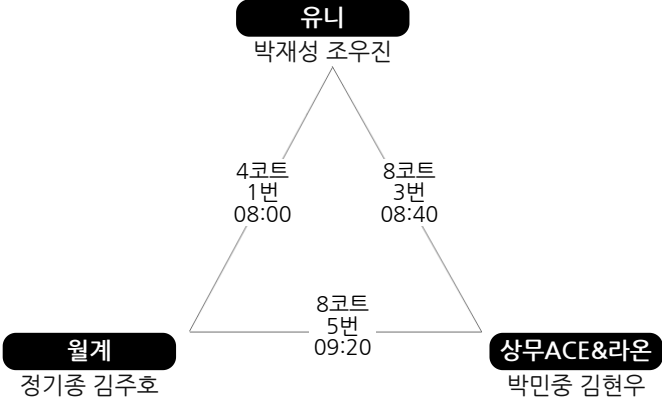 유니
박재성 조우진
4코트
1번
08:00
8코트
3번
08:40
8코트
5번
09:20
월계
정기종 김주호
상무ACE&라온
박민중 김현우